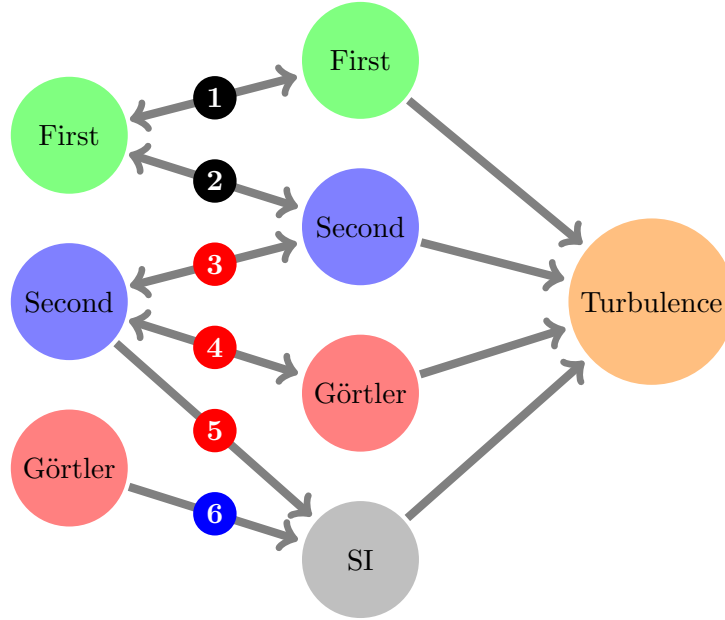 First
First
1
2
Second
3
Second
Turbulence
4
Görtler
5
Görtler
6
SI